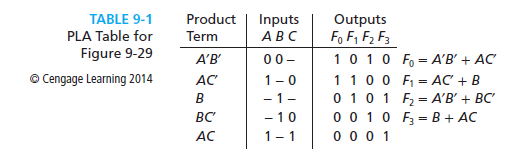 TABLE 9-1 Product Inputs Outputs
PLA Table for Term A B C F₀ F₁ F₂ F₃
Figure 9-29
A′B′ 0 0 – 1 0 1 0 F₀ = A′B′ + AC′
© Cengage Learning 2014 AC′ 1 – 0 1 1 0 0 F₁ = AC′ + B
B – 1 – 0 1 0 1 F₂ = A′B′ + BC′
BC′ – 1 0 0 0 1 0 F₃ = B + AC
AC 1 – 1 0 0 0 1